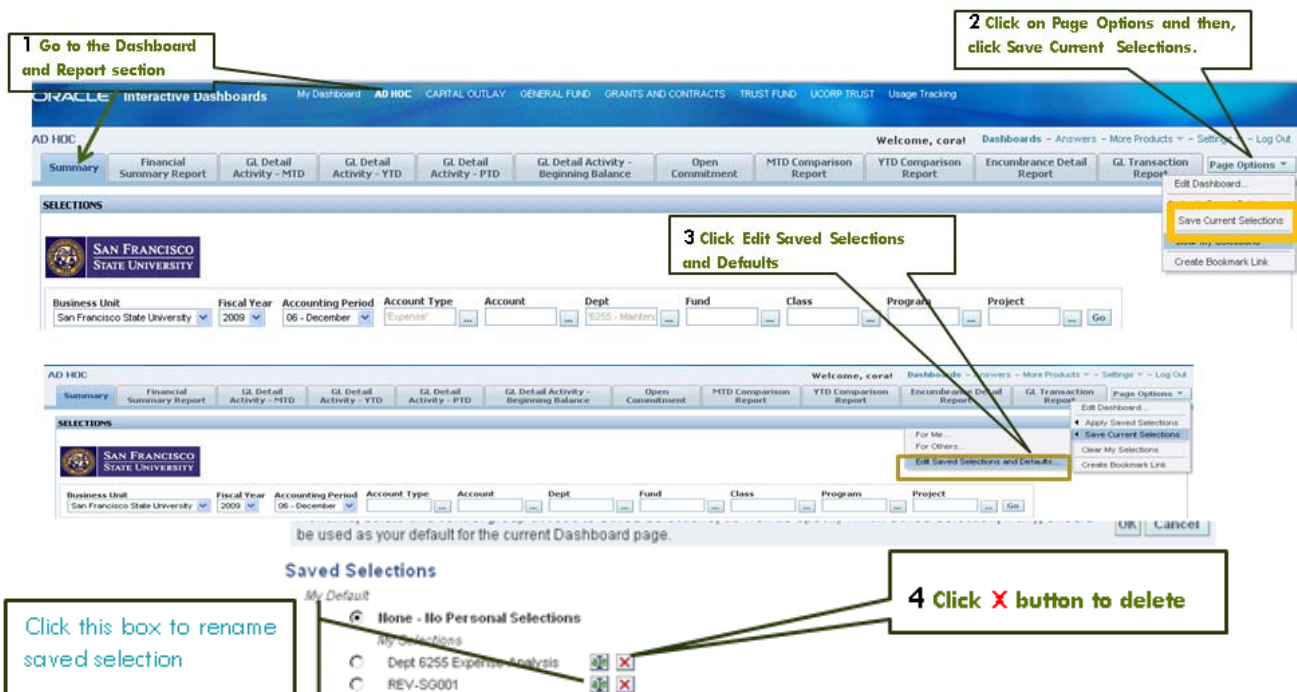 1 Go to the Dashboard
and Report section
2 Click on Page Options and then,
click Save Current Selections.
ORACLE Interactive Dashboards My Dashboard AD HOC CAPITAL OUTLAY GENERAL FUND GRANTS AND CONTRACTS TRUST FUND UCORP TRUST Usage Tracking
AD HOC Welcome, cora! Dashboards - Answers - More Products - Settings - Log Out
Summary
Financial
Summary Report
GL Detail
Activity - MTD
GL Detail
Activity - YTD
GL Detail
Activity - PTD
GL Detail Activity -
Beginning Balance
Open
Commitment
MTD Comparison
Report
YTD Comparison
Report
Encumbrance Detail
Report
GL Transaction
Report
Page Options
Edit Dashboard...
Save Current Selections
Clear My Selections
Create Bookmark Link
SELECTIONS
SAN FRANCISCO
STATE UNIVERSITY
3 Click Edit Saved Selections
and Defaults
Business Unit Fiscal Year Accounting Period Account Type Account Dept Fund Class Program Project
San Francisco State University 2009 06 - December 'Expense' ... ... '6255 - Mainten ... ... ... ... ... Go
AD HOC Welcome, cora! Dashboards - Answers - More Products - Settings - Log Out
Summary
Financial
Summary Report
GL Detail
Activity - MTD
GL Detail
Activity - YTD
GL Detail
Activity - PTD
GL Detail Activity -
Beginning Balance
Open
Commitment
MTD Comparison
Report
YTD Comparison
Report
Encumbrance Detail
Report
GL Transaction
Report
Page Options
Edit Dashboard...
Apply Saved Selections
Save Current Selections
Clear My Selections
Create Bookmark Link
For Me...
For Others...
Edit Saved Selections and Defaults...
SELECTIONS
SAN FRANCISCO
STATE UNIVERSITY
Business Unit Fiscal Year Accounting Period Account Type Account Dept Fund Class Program Project
San Francisco State University 2009 06 - December ... ... ... ... ... ... ... Go
be used as your default for the current Dashboard page.
OK Cancel
Saved Selections
My Default
None - No Personal Selections
My Selections
Dept 6255 Expense Analysis
REV-SG001
4 Click X button to delete
Click this box to rename
saved selection